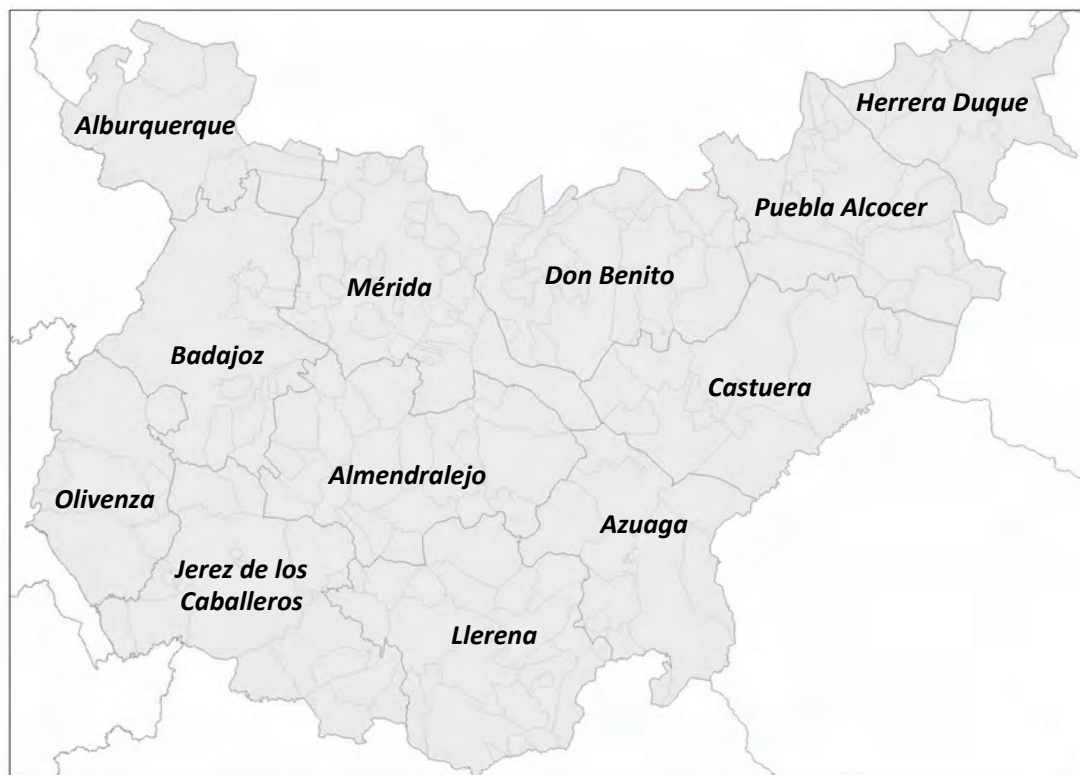 Herrera Duque
Alburquerque
Puebla Alcocer
Don Benito
Mérida
Badajoz
Castuera
Almendralejo
Olivenza
Azuaga
Jerez de los
Caballeros
Llerena